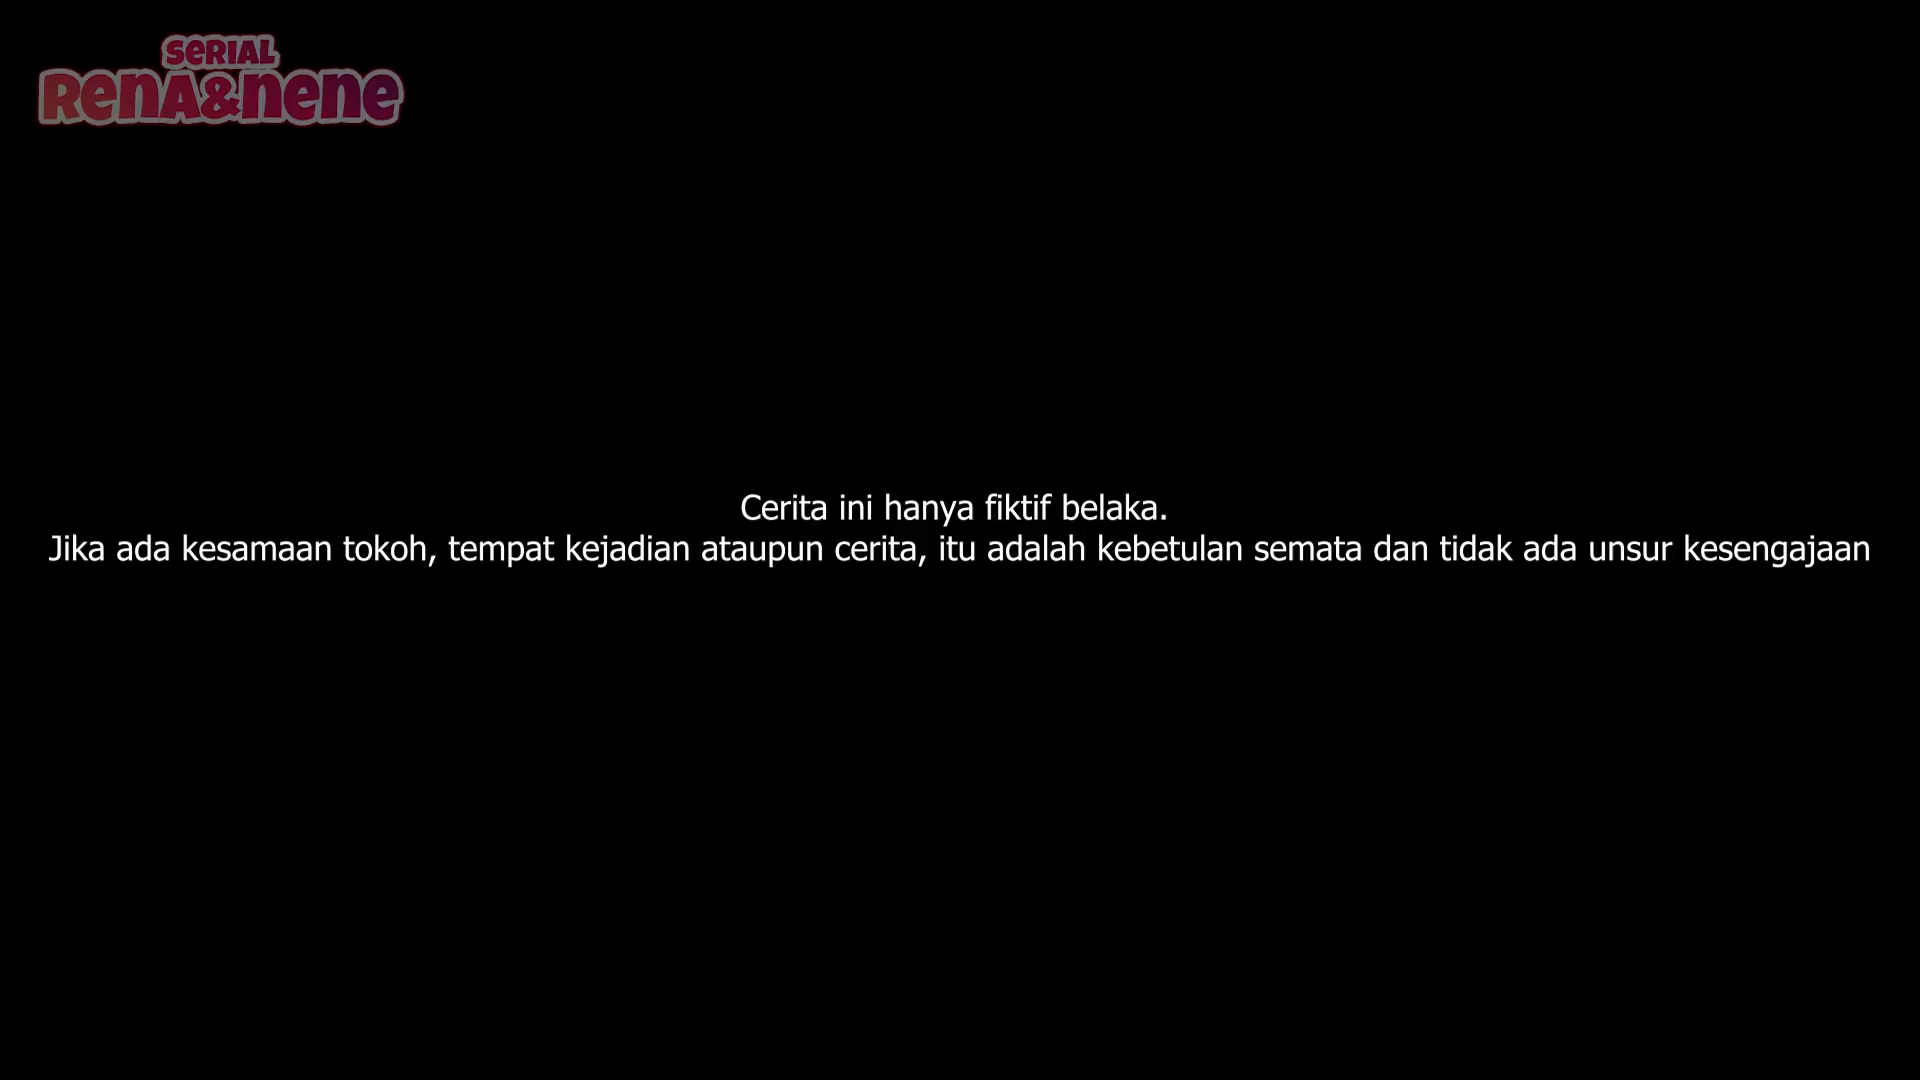 SERIAL
RENA&NENE
Cerita ini hanya fiktif belaka.
Jika ada kesamaan tokoh, tempat kejadian ataupun cerita, itu adalah kebetulan semata dan tidak ada unsur kesengajaan